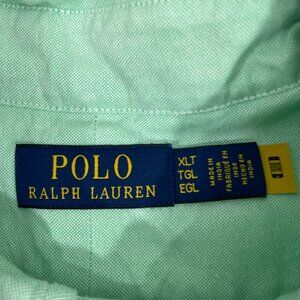 POLO
RALPH LAUREN
XLT
TGL
EGL
MADE IN
INDIA
FABRIQUÉ EN
INDE
HECHO EN
INDIA